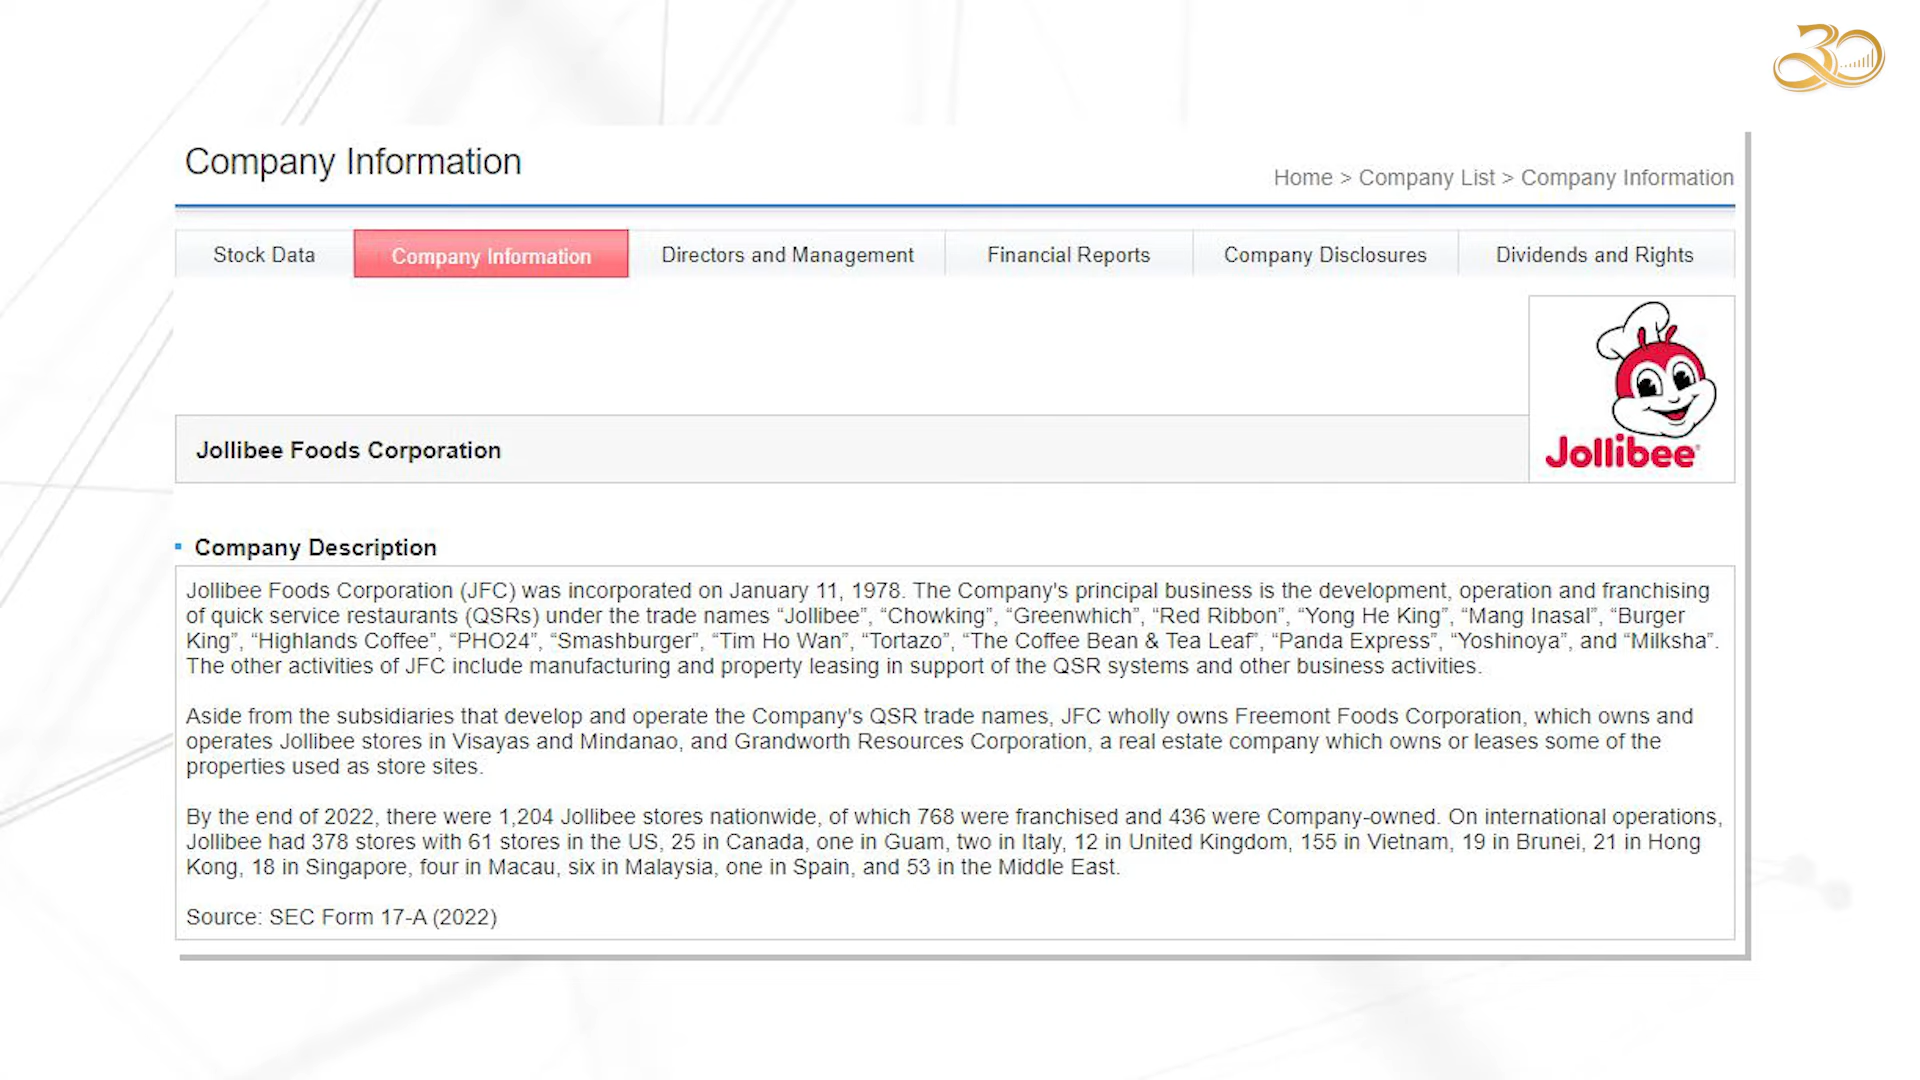 30
Company Information
Home > Company List > Company Information
Stock Data
Company Information
Directors and Management
Financial Reports
Company Disclosures
Dividends and Rights
Jollibee
Jollibee Foods Corporation
Company Description
Jollibee Foods Corporation (JFC) was incorporated on January 11, 1978. The Company's principal business is the development, operation and franchising
of quick service restaurants (QSRs) under the trade names “Jollibee”, “Chowking”, “Greenwhich”, “Red Ribbon”, “Yong He King”, “Mang Inasal”, “Burger
King”, “Highlands Coffee”, “PHO24”, “Smashburger”, “Tim Ho Wan”, “Tortazo”, “The Coffee Bean & Tea Leaf”, “Panda Express”, “Yoshinoya”, and “Milksha”.
The other activities of JFC include manufacturing and property leasing in support of the QSR systems and other business activities.
Aside from the subsidiaries that develop and operate the Company's QSR trade names, JFC wholly owns Freemont Foods Corporation, which owns and
operates Jollibee stores in Visayas and Mindanao, and Grandworth Resources Corporation, a real estate company which owns or leases some of the
properties used as store sites.
By the end of 2022, there were 1,204 Jollibee stores nationwide, of which 768 were franchised and 436 were Company-owned. On international operations,
Jollibee had 378 stores with 61 stores in the US, 25 in Canada, one in Guam, two in Italy, 12 in United Kingdom, 155 in Vietnam, 19 in Brunei, 21 in Hong
Kong, 18 in Singapore, four in Macau, six in Malaysia, one in Spain, and 53 in the Middle East.
Source: SEC Form 17-A (2022)